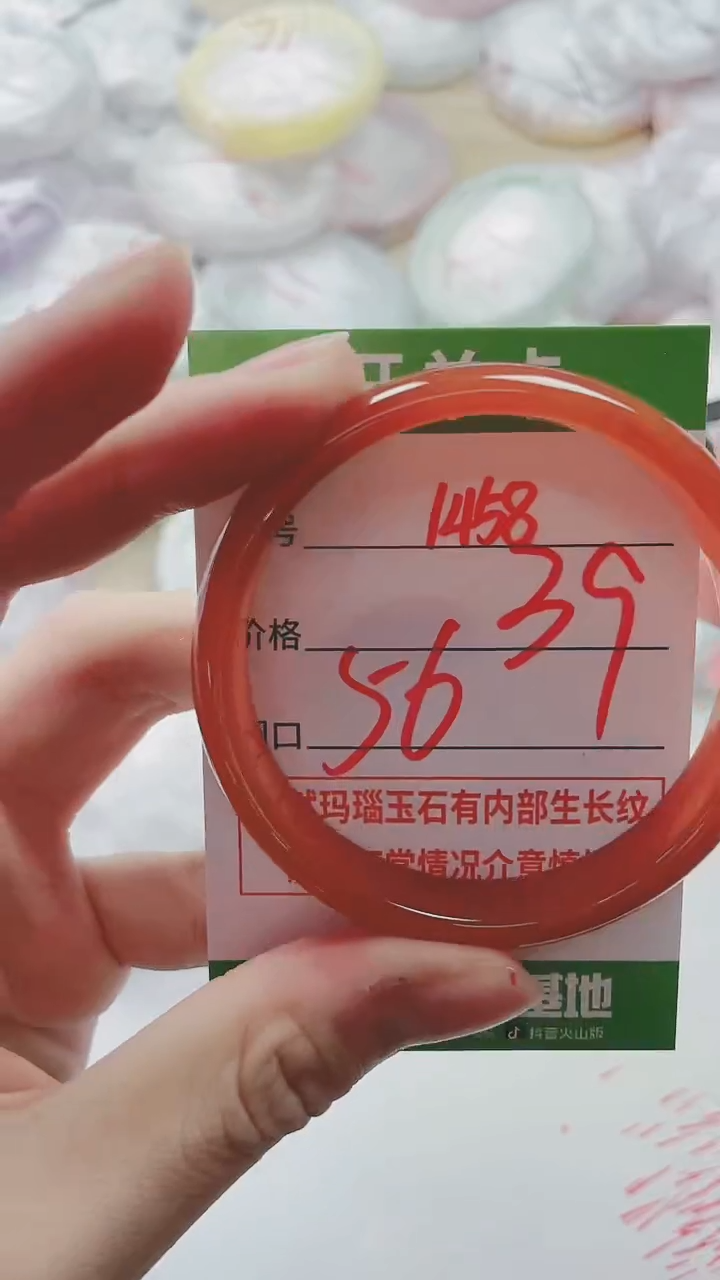 号 1458
价格 39
口 56
玛瑙玉石有内部生长纹
情况介意慎
基地
抖音火山版